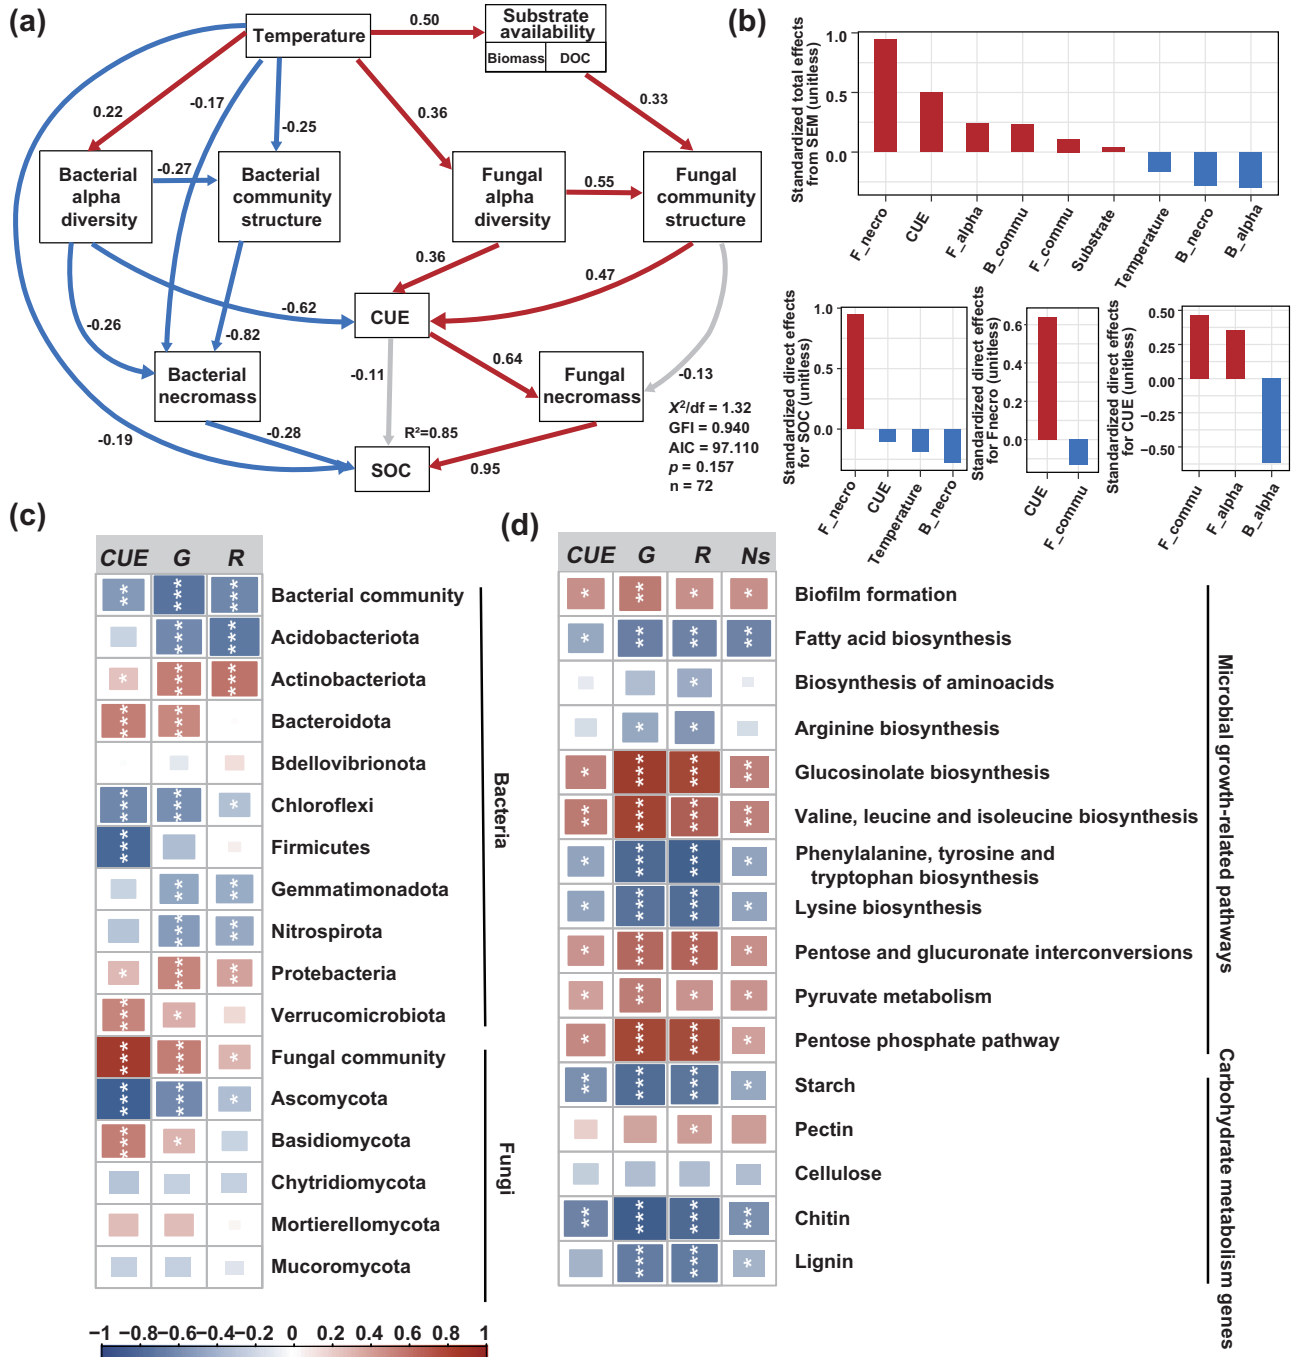 (a)
Temperature
0.50
Substrate
availability
Biomass
DOC
0.22
-0.17
-0.25
0.36
0.33
Bacterial
alpha
diversity
-0.27
Bacterial
community
structure
Fungal
alpha
diversity
0.55
Fungal
community
structure
0.36
0.47
-0.62
CUE
-0.26
-0.82
0.64
-0.11
-0.13
Bacterial
necromass
Fungal
necromass
-0.19
-0.28
R²=0.85
SOC
0.95
X²/df = 1.32
GFI = 0.940
AIC = 97.110
p = 0.157
n = 72
(b)
Standardized total effects
from SEM (unitless)
1.0
0.5
0.0
F_necro
CUE
F_alpha
B_commu
F_commu
Substrate
Temperature
B_necro
B_alpha
Standardized direct effects
for SOC (unitless)
1.0
0.5
0.0
F_necro
CUE
Temperature
B_necro
Standardized direct effects
for Fnecro (unitless)
0.6
0.4
0.2
0.0
CUE
F_commu
Standardized direct effects
for CUE (unitless)
0.50
0.25
0.00
−0.25
−0.50
F_commu
F_alpha
B_alpha
(c)
CUE G R
** *** *** Bacterial community
*** *** Acidobacteriota
* *** *** Actinobacteriota
*** *** Bacteroidota
Bdellovibrionota
*** *** * Chloroflexi
*** Firmicutes
** ** Gemmatimonadota
*** ** Nitrospirota
* *** ** Protebacteria
*** * Verrucomicrobiota
*** *** * Fungal community
*** *** * Ascomycota
*** * Basidiomycota
Chytridiomycota
Mortierellomycota
Mucoromycota
Bacteria
Fungi
−1 −0.8 −0.6 −0.4 −0.2 0 0.2 0.4 0.6 0.8 1
(d)
CUE G R Ns
* ** * * Biofilm formation
* ** ** ** Fatty acid biosynthesis
* Biosynthesis of aminoacids
* * Arginine biosynthesis
* *** *** ** Glucosinolate biosynthesis
** *** *** ** Valine, leucine and isoleucine biosynthesis
* *** *** * Phenylalanine, tyrosine and
tryptophan biosynthesis
* *** *** * Lysine biosynthesis
* *** *** * Pentose and glucuronate interconversions
* ** * * Pyruvate metabolism
* *** *** * Pentose phosphate pathway
** *** *** * Starch
* Pectin
Cellulose
** *** *** ** Chitin
*** *** * Lignin
Microbial growth-related pathways
Carbohydrate metabolism genes